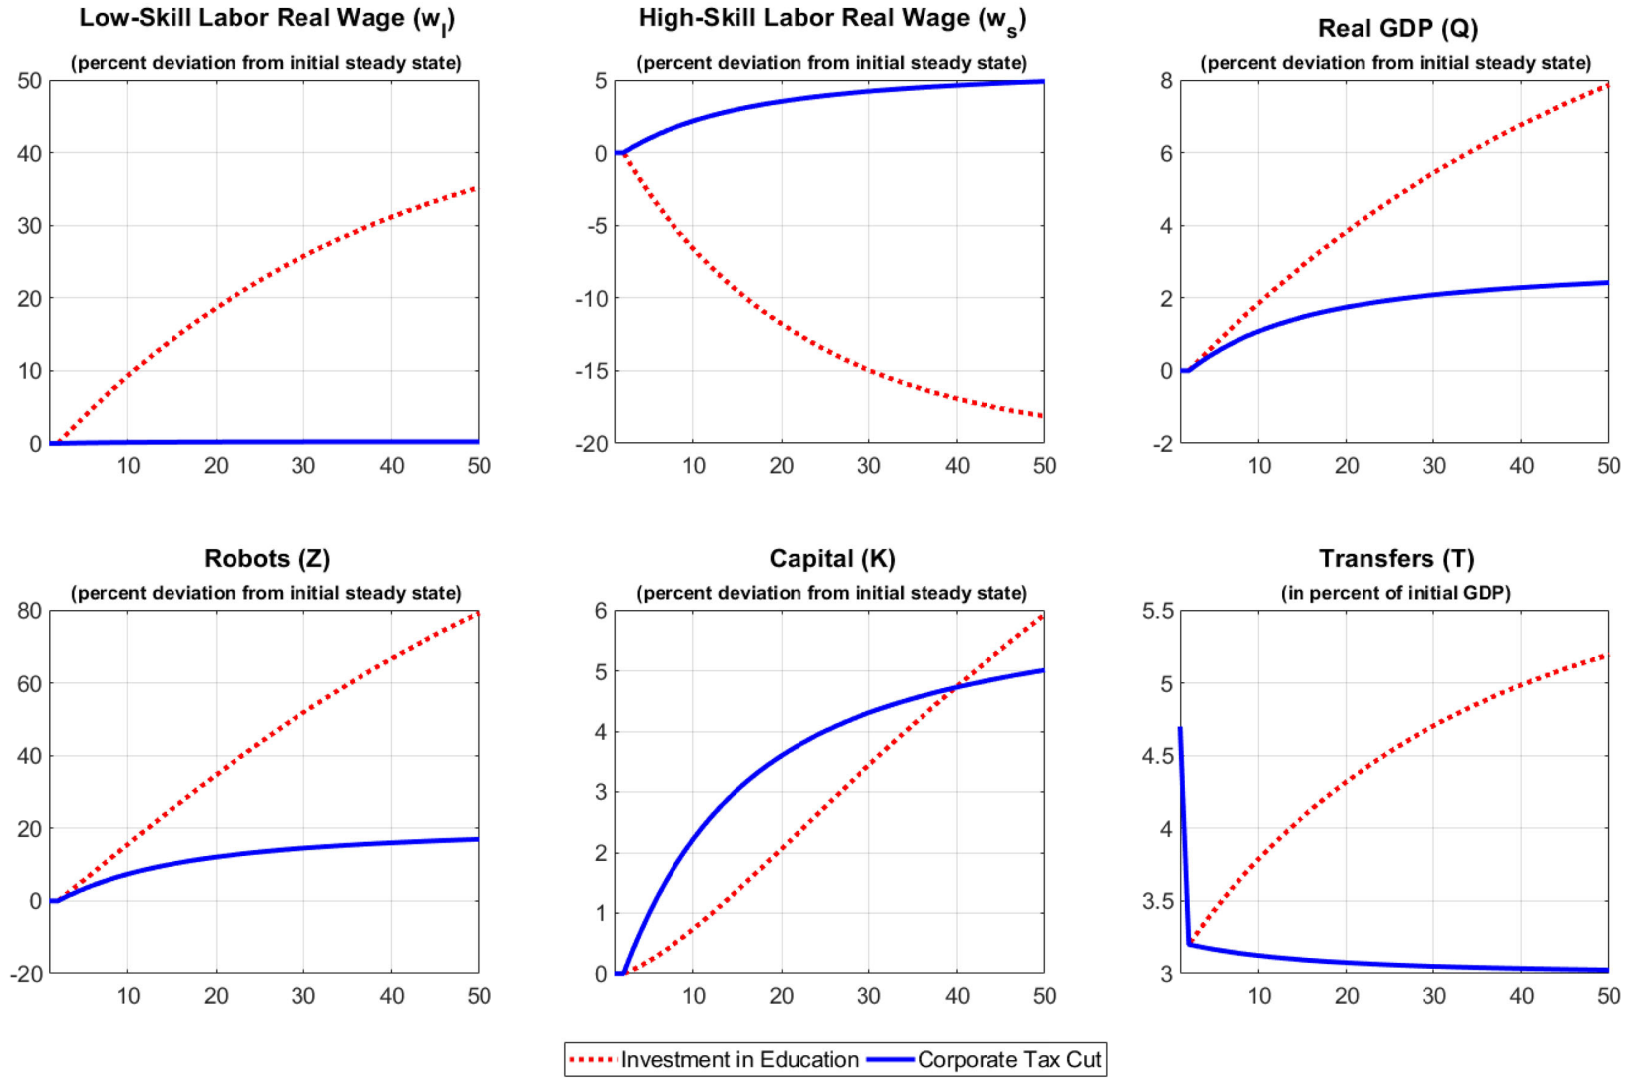 Low-Skill Labor Real Wage (w_l)
(percent deviation from initial steady state)
50
40
30
20
10
0
10 20 30 40 50
High-Skill Labor Real Wage (w_s)
(percent deviation from initial steady state)
5
0
-5
-10
-15
-20
10 20 30 40 50
Real GDP (Q)
(percent deviation from initial steady state)
8
6
4
2
0
-2
10 20 30 40 50
Robots (Z)
(percent deviation from initial steady state)
80
60
40
20
0
-20
10 20 30 40 50
Capital (K)
(percent deviation from initial steady state)
6
5
4
3
2
1
0
10 20 30 40 50
Transfers (T)
(in percent of initial GDP)
5.5
5
4.5
4
3.5
3
10 20 30 40 50
Investment in Education Corporate Tax Cut